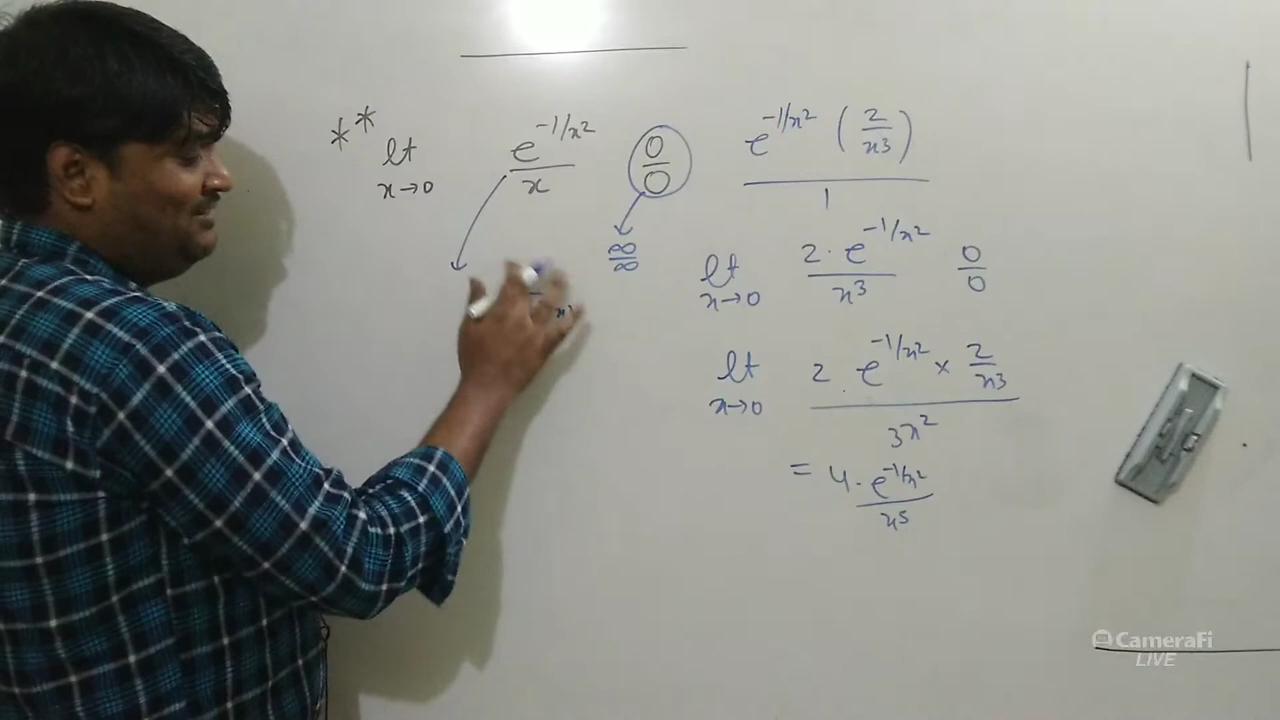 ** lt x→0 e^{-1/x²}/x 0/0
∞/∞
e^{-1/x²} (2/x³) / 1
lt x→0 2·e^{-1/x²}/x³ 0/0
lt x→0 2·e^{-1/x²} × 2/x³ / 3x²
= 4·e^{-1/x²}/x⁵
CameraFi
LIVE